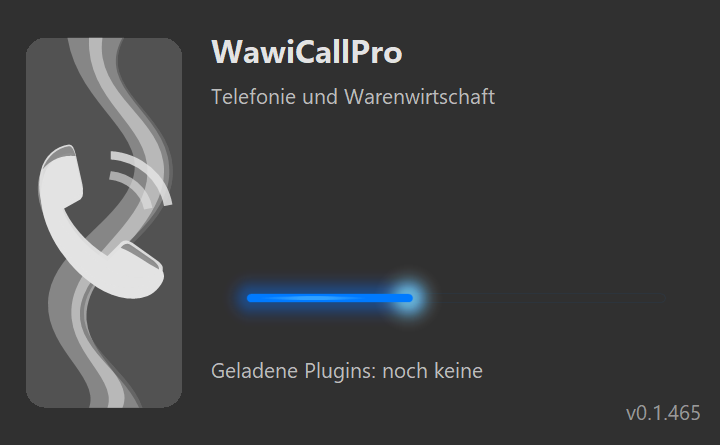 WawiCallPro
Telefonie und Warenwirtschaft
Geladene Plugins: noch keine
v0.1.465